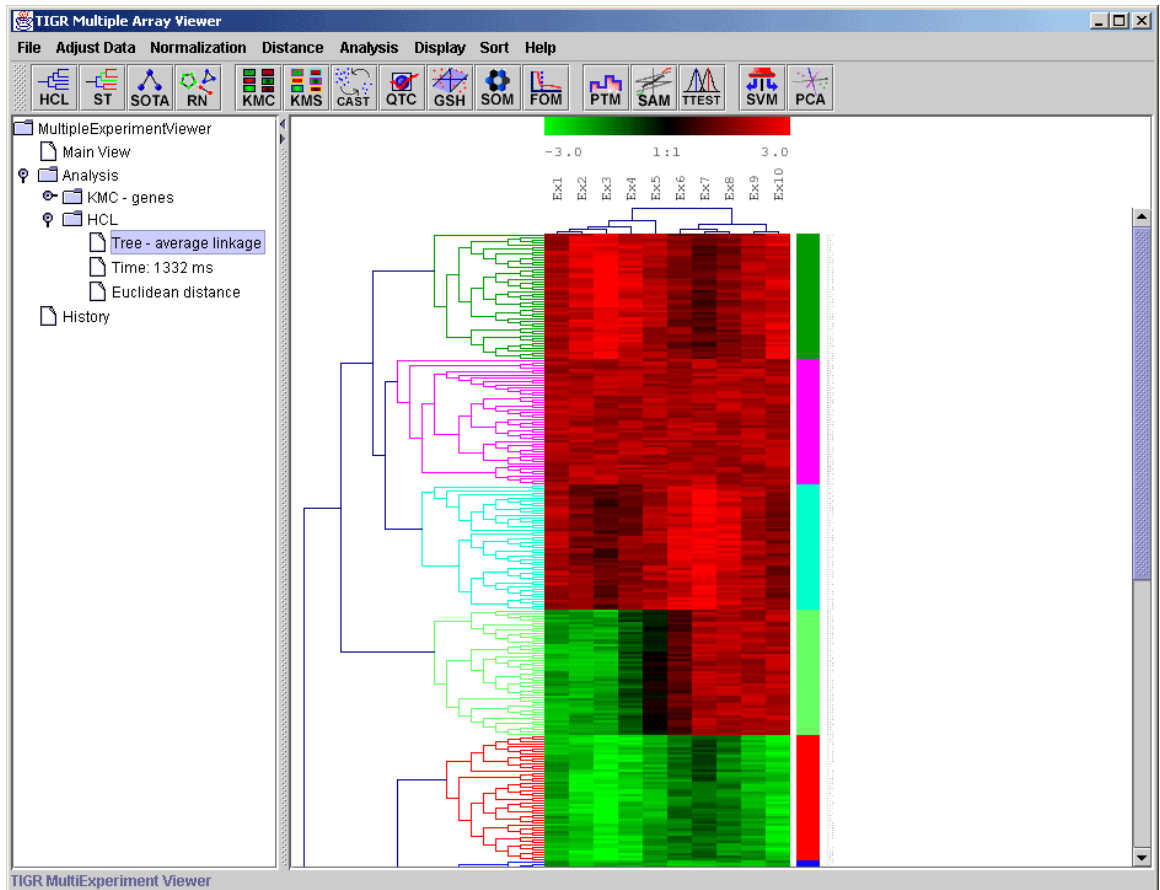 TIGR Multiple Array Viewer
File Adjust Data Normalization Distance Analysis Display Sort Help
HCL ST SOTA RN KMC KMS CAST QTC GSH SOM FOM PTM SAM TTEST SVM PCA
MultipleExperimentViewer
Main View
Analysis
KMC - genes
HCL
Tree - average linkage
Time: 1332 ms
Euclidean distance
History
-3.0 1:1 3.0
Ex1 Ex2 Ex3 Ex4 Ex5 Ex6 Ex7 Ex8 Ex9 Ex10
TIGR MultiExperiment Viewer